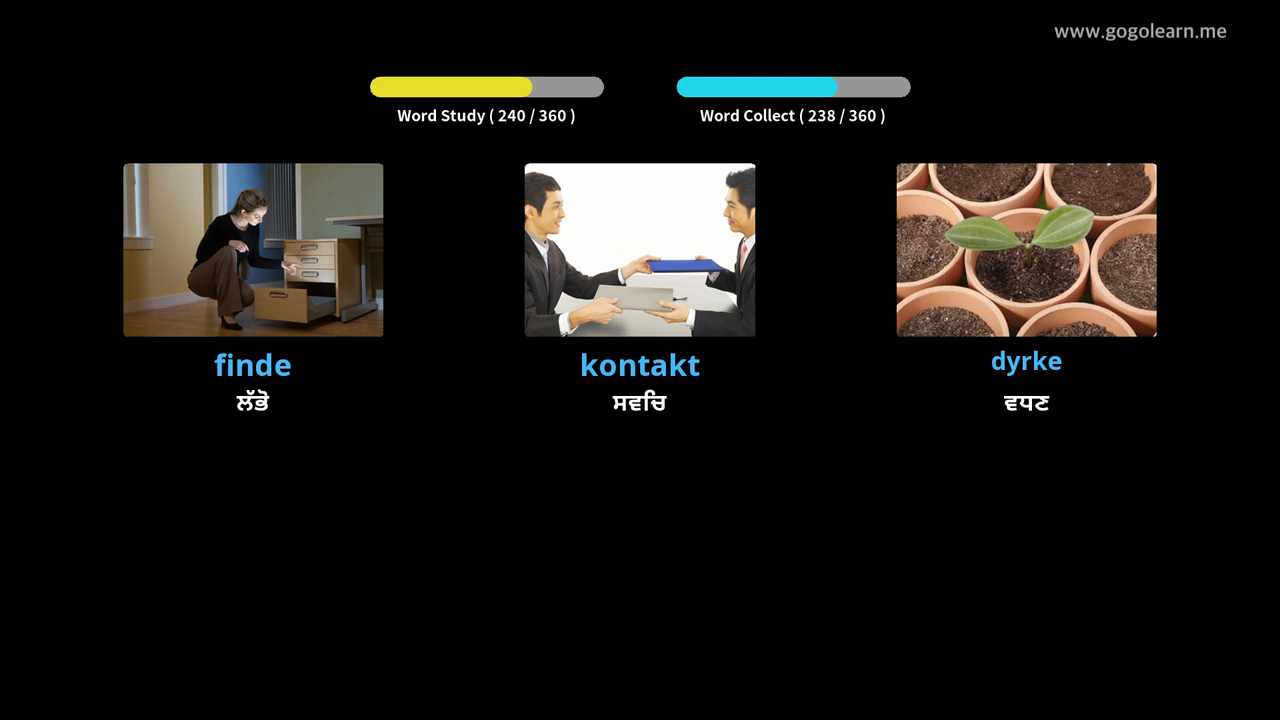 www.gogolearn.me
Word Study ( 240 / 360 )
Word Collect ( 238 / 360 )
finde
kontakt
dyrke
ਲੱਭੋ
ਸਵਚਿ
ਵਧਣ